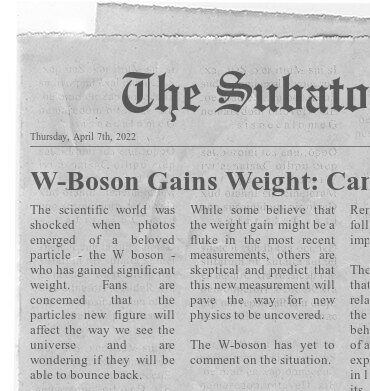 The Subato
Thursday, April 7th, 2022
W-Boson Gains Weight: Can
The scientific world was
shocked when photos
emerged of a beloved
particle - the W boson -
who has gained significant
weight. Fans are
concerned that the
particles new figure will
affect the way we see the
universe and are
wondering if they will be
able to bounce back.
While some believe that
the weight gain might be a
fluke in the most recent
measurements, others are
skeptical and predict that
this new measurement will
pave the way for new
physics to be uncovered.
The W-boson has yet to
comment on the situation.
Ren
foll
imp
The
that
rela
the
beh
of a
exp
in I
its